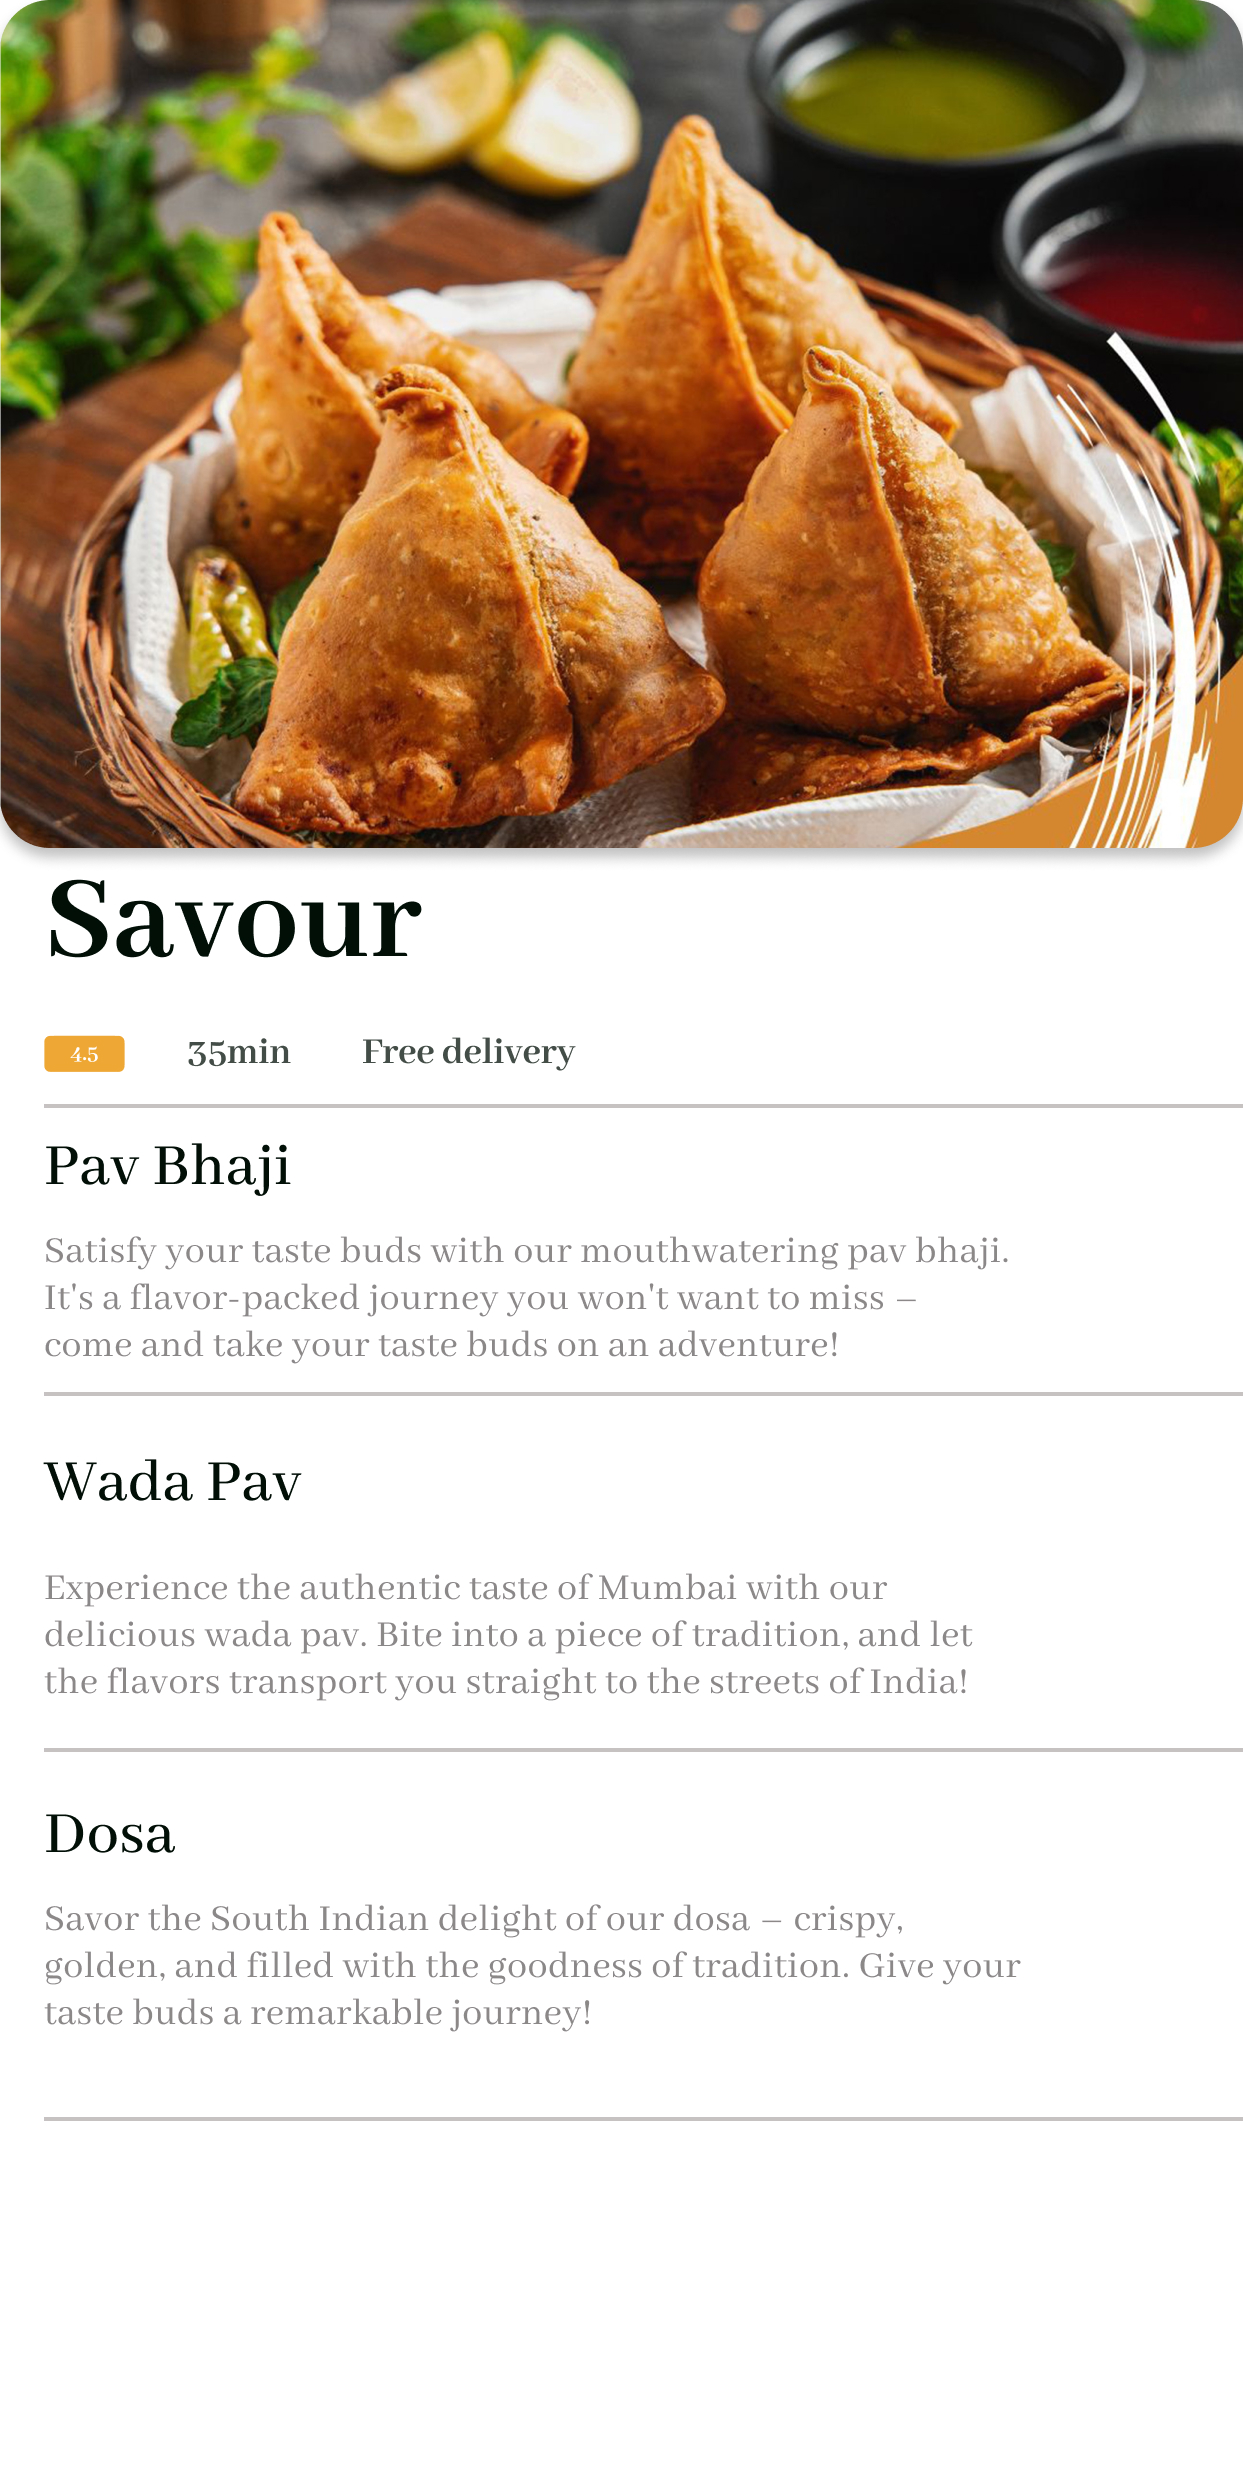 Savour
4.5 35min Free delivery
Pav Bhaji
Satisfy your taste buds with our mouthwatering pav bhaji.
It's a flavor-packed journey you won't want to miss –
come and take your taste buds on an adventure!
Wada Pav
Experience the authentic taste of Mumbai with our
delicious wada pav. Bite into a piece of tradition, and let
the flavors transport you straight to the streets of India!
Dosa
Savor the South Indian delight of our dosa – crispy,
golden, and filled with the goodness of tradition. Give your
taste buds a remarkable journey!